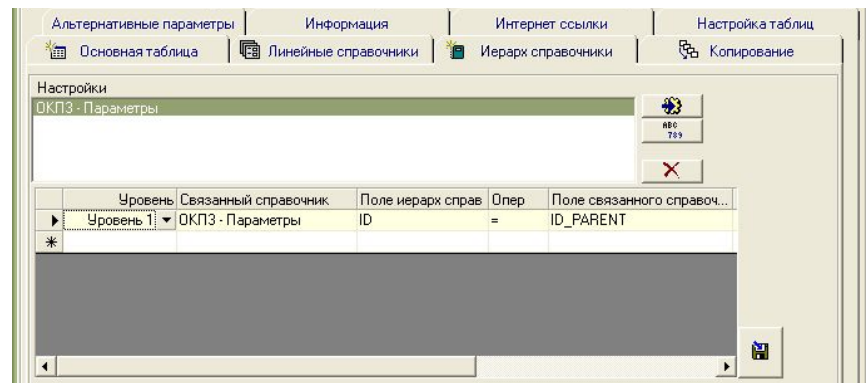 Альтернативные параметры Информация Интернет ссылки Настройка таблиц
Основная таблица Линейные справочники Иерарх справочники Копирование
Настройки
ОКПЗ - Параметры
ABC
789
Уровень Связанный справочник Поле иерарх справ Опер Поле связанного справоч...
Уровень 1 ОКПЗ - Параметры ID = ID_PARENT